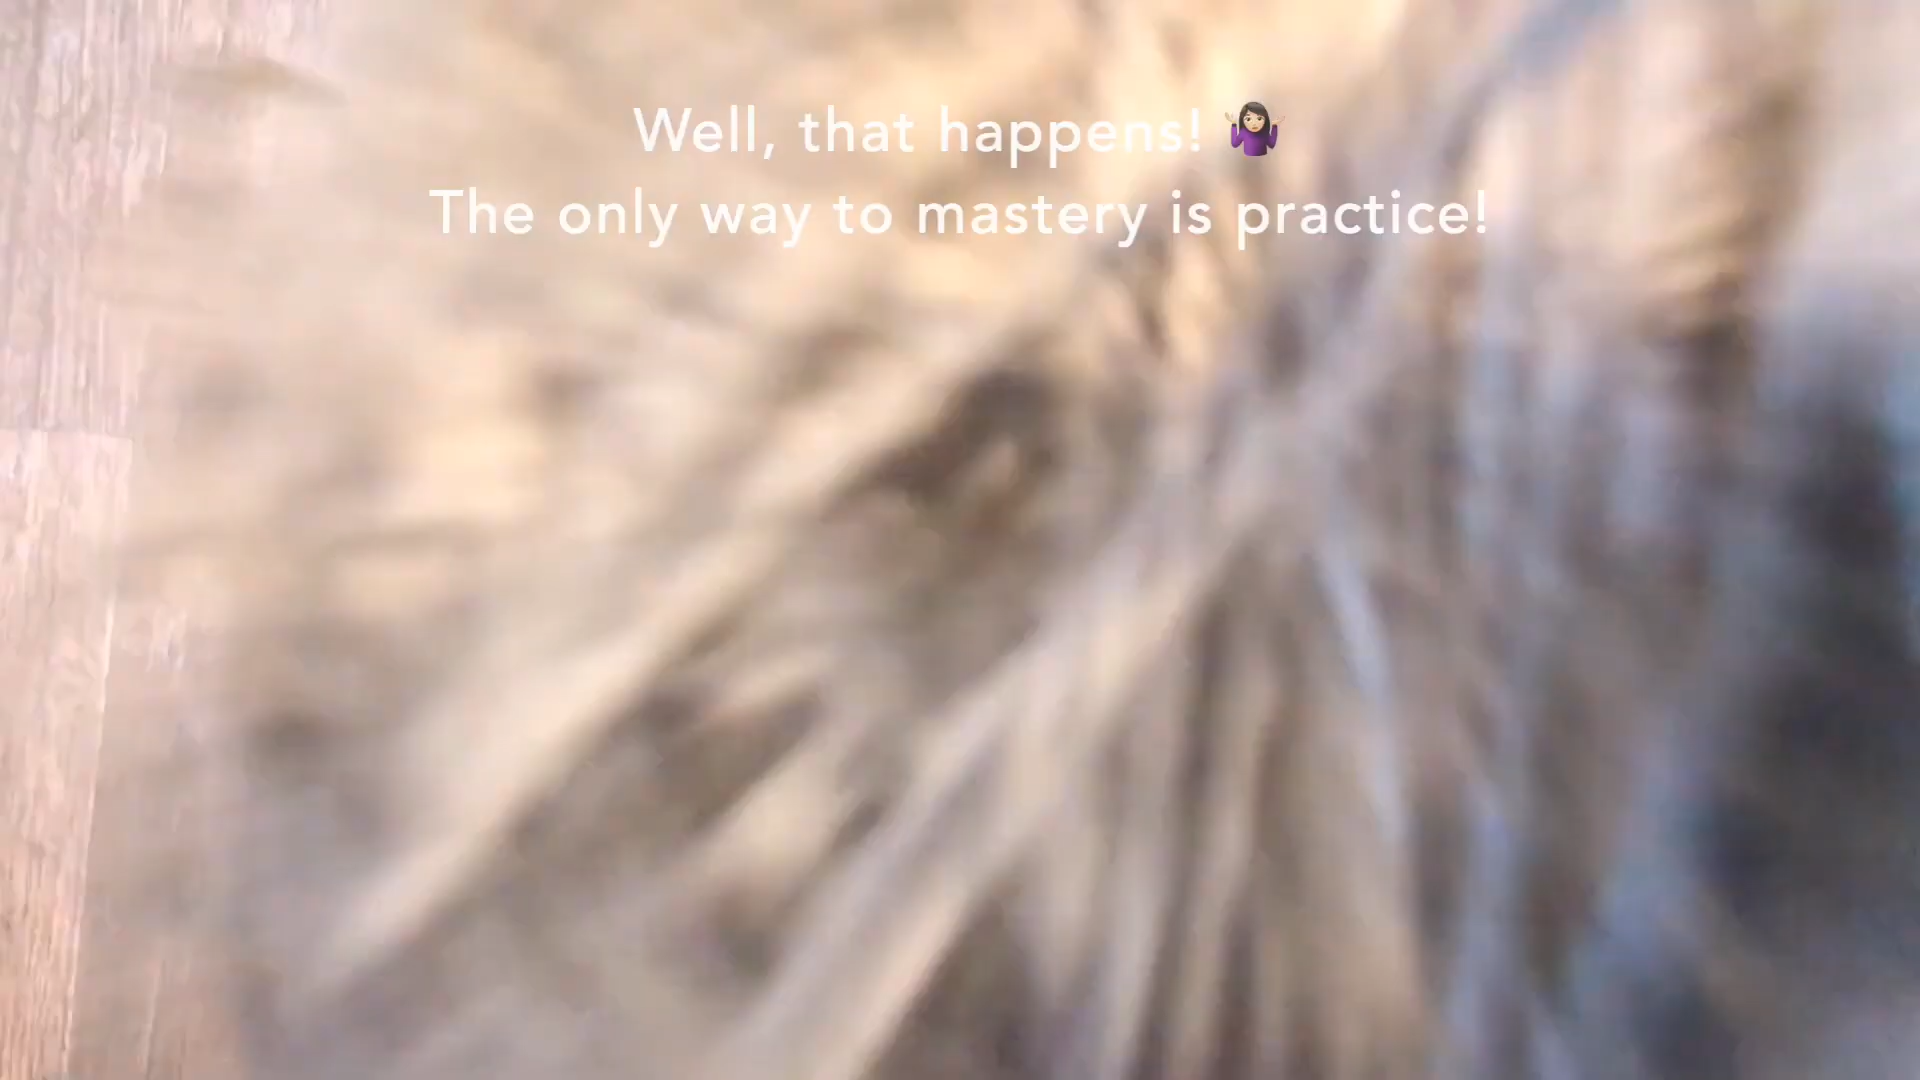 Well, that happens! 🤷🏻‍♀️
The only way to mastery is practice!